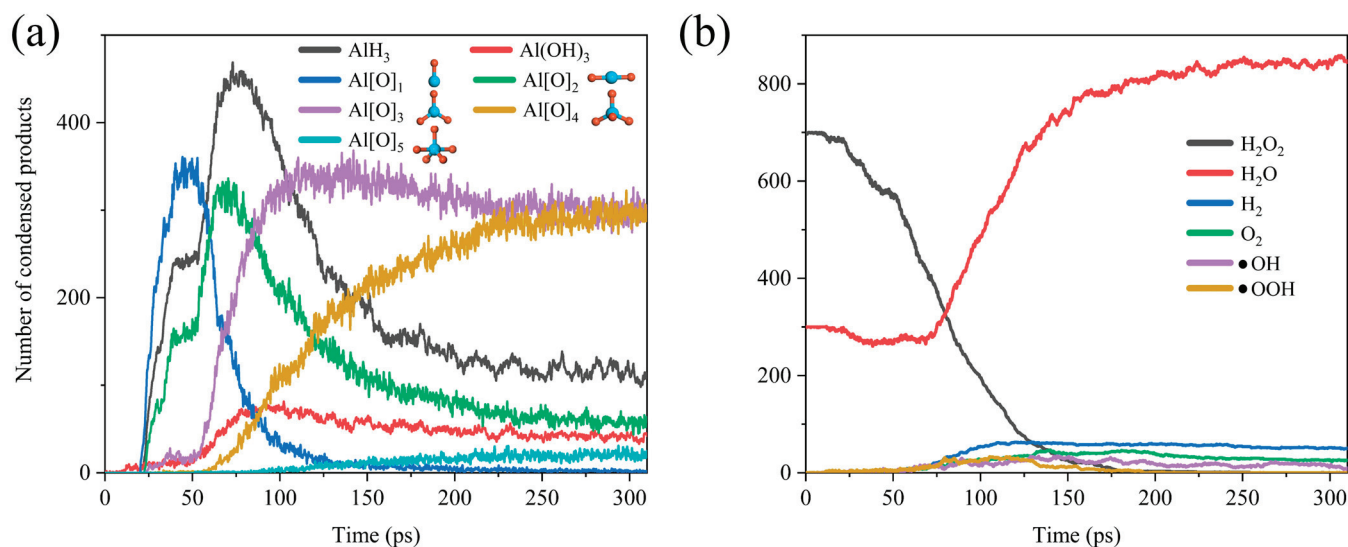 (a)
Number of condensed products
400
200
0
AlH₃
Al(OH)₃
Al[O]₁
Al[O]₂
Al[O]₃
Al[O]₄
Al[O]₅
0 50 100 150 200 250 300
Time (ps)
(b)
800
600
400
200
0
H₂O₂
H₂O
H₂
O₂
●OH
●OOH
0 50 100 150 200 250 300
Time (ps)